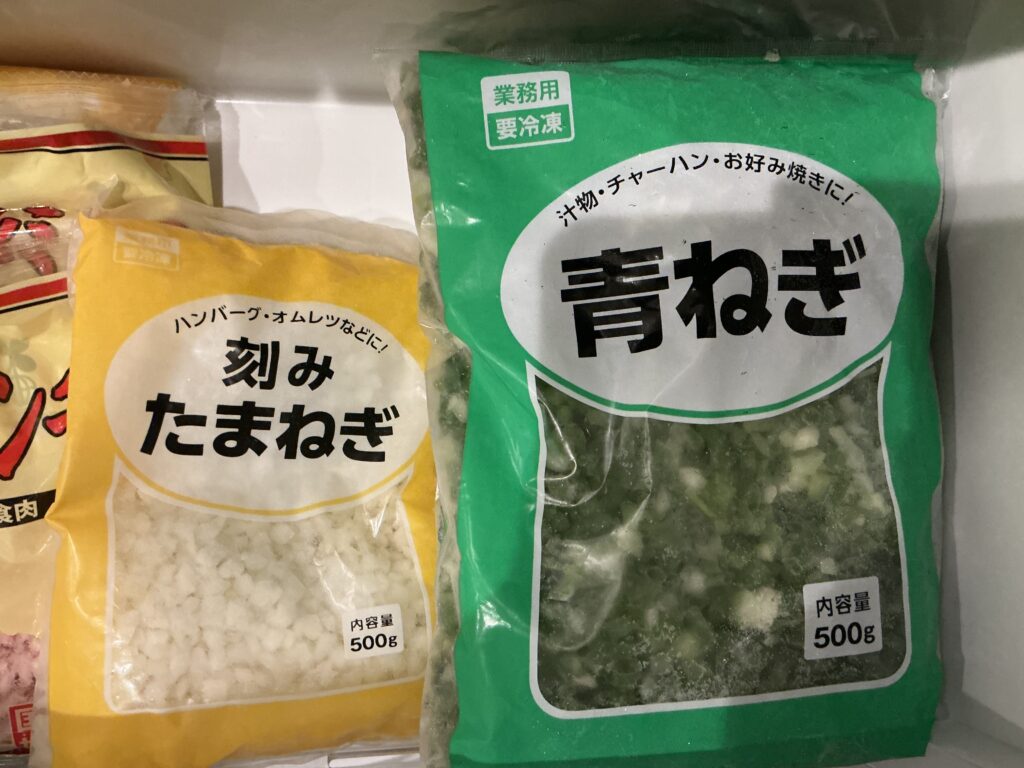 業務用
要冷凍
汁物・チャーハン・お好み焼きに!
青ねぎ
内容量
500g
ハンバーグ・オムレツなどに!
刻み
たまねぎ
内容量
500g
食肉